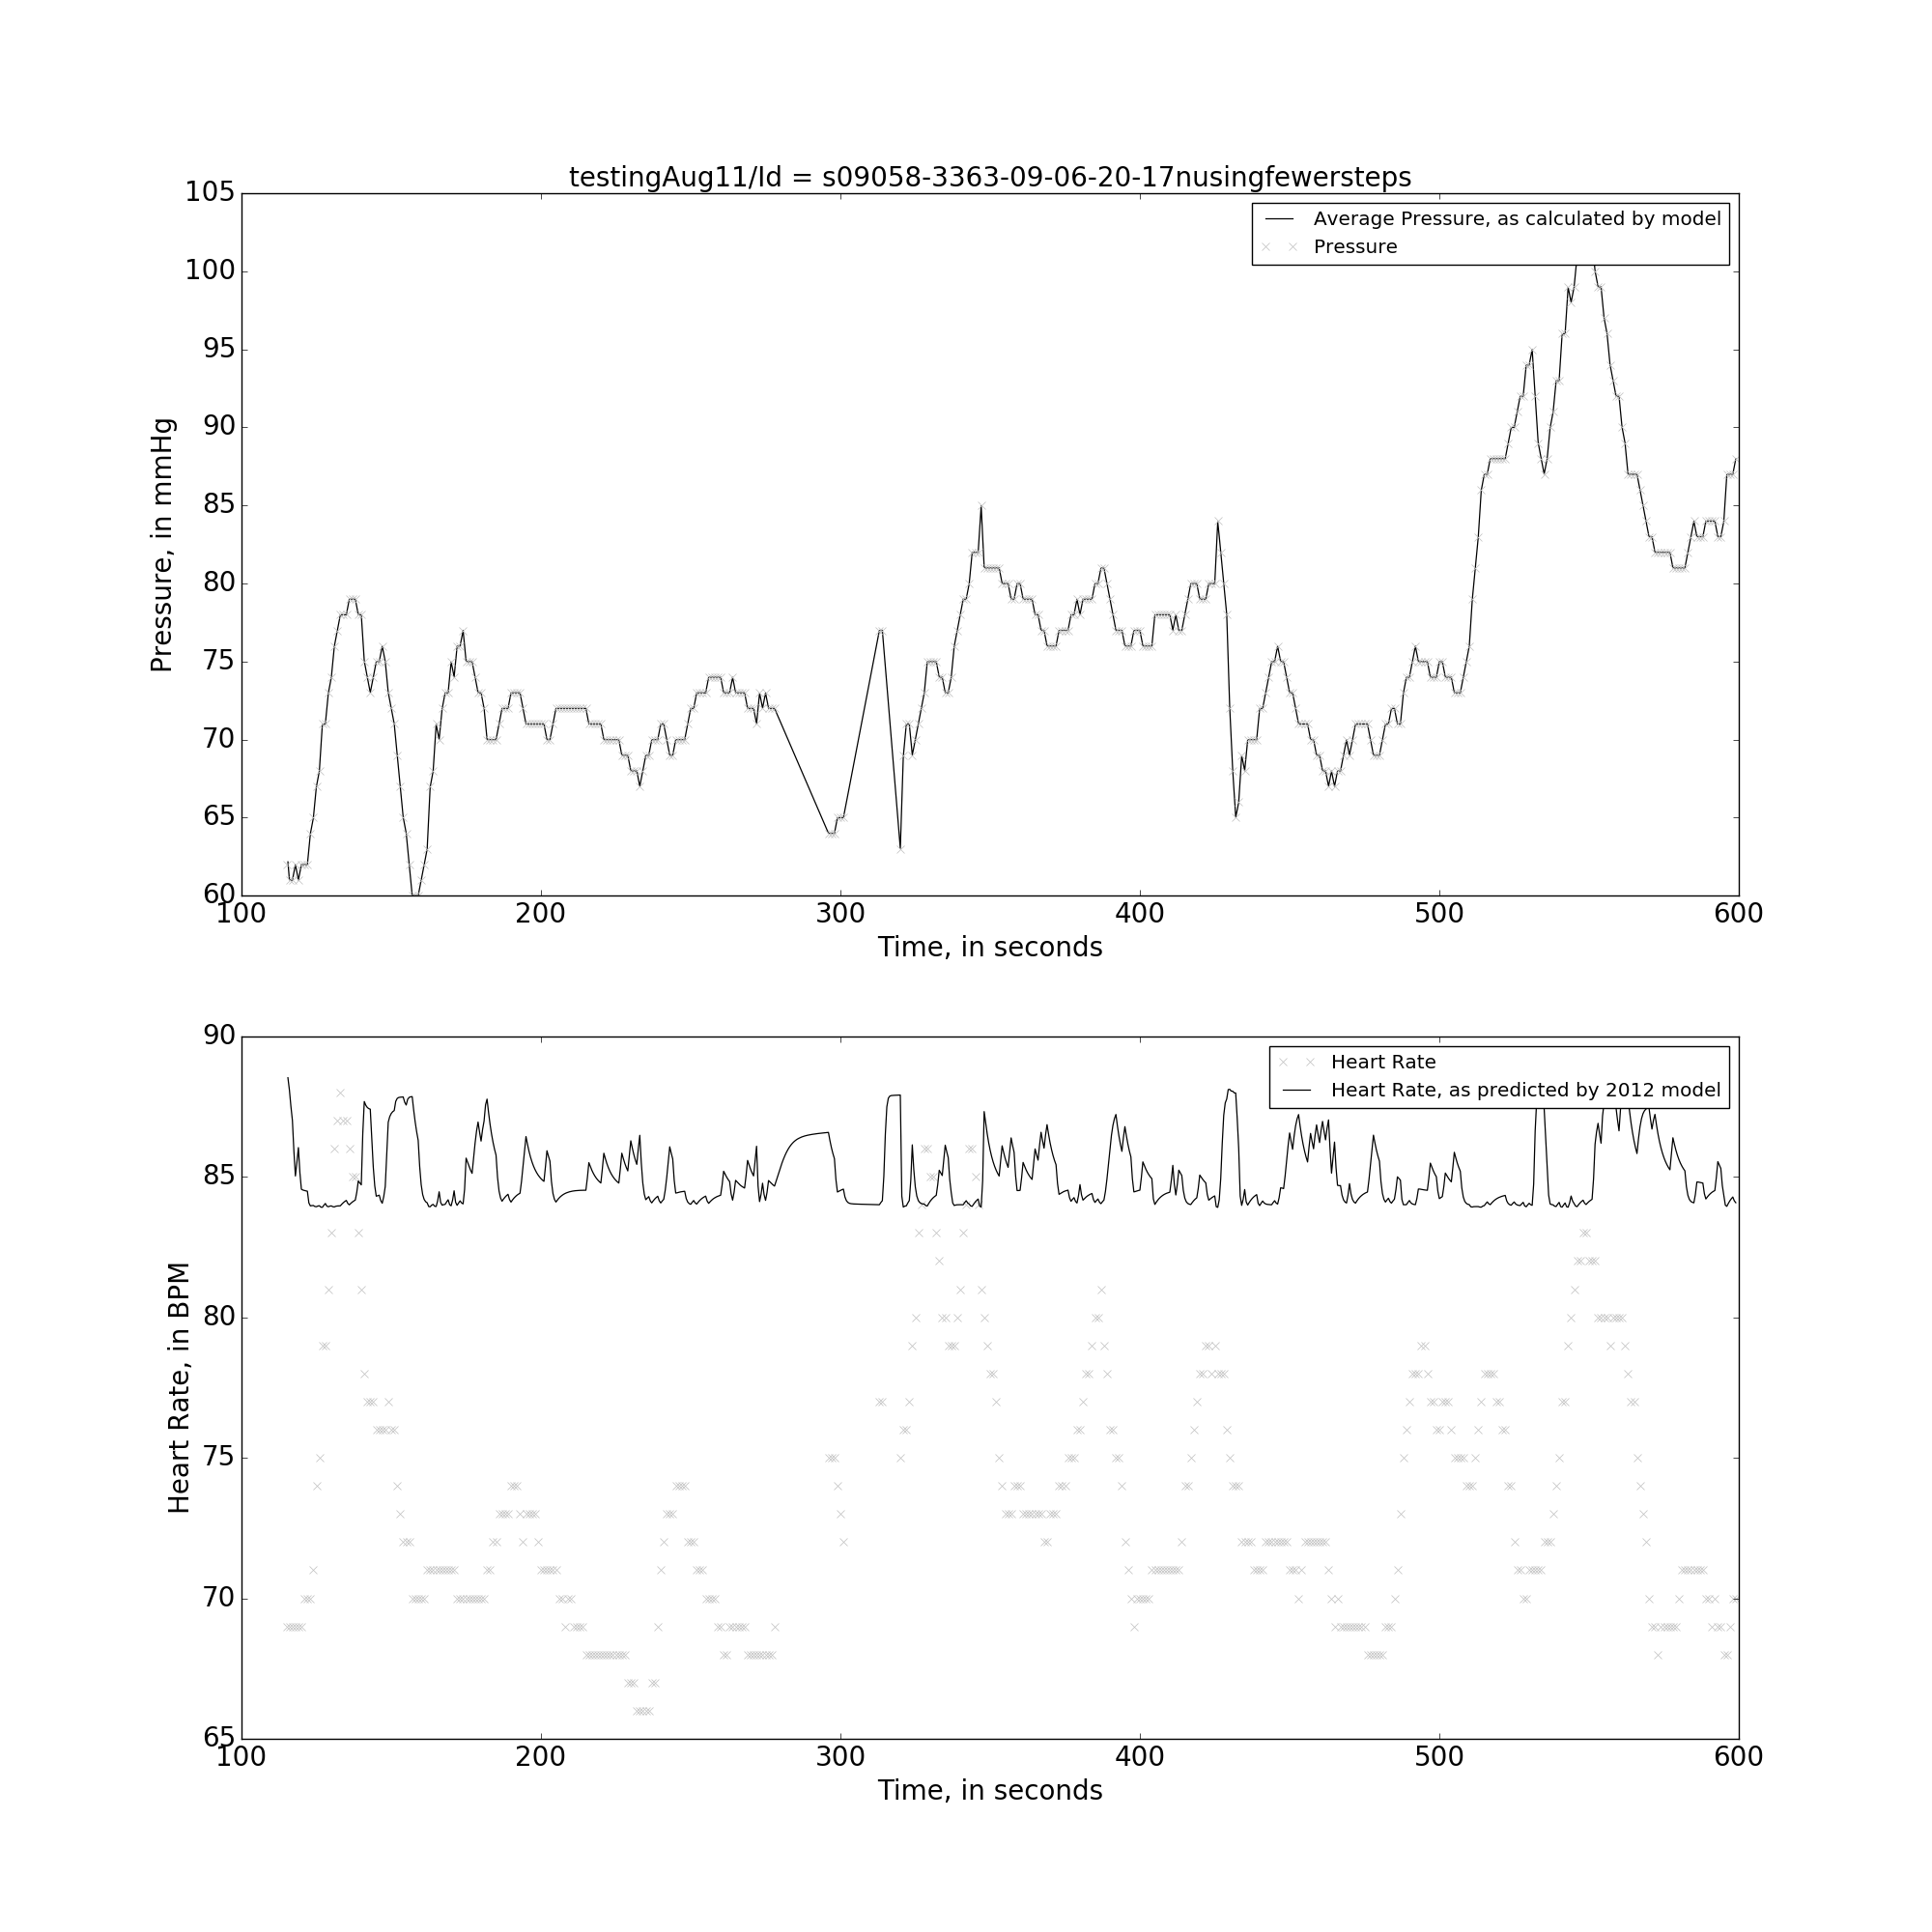 testingAug11/Id = s09058-3363-09-06-20-17nusingfewersteps
105
100
95
90
85
80
75
70
65
60
Pressure, in mmHg
Average Pressure, as calculated by model
Pressure
100 200 300 400 500 600
Time, in seconds
90
85
80
75
70
65
Heart Rate, in BPM
Heart Rate
Heart Rate, as predicted by 2012 model
100 200 300 400 500 600
Time, in seconds